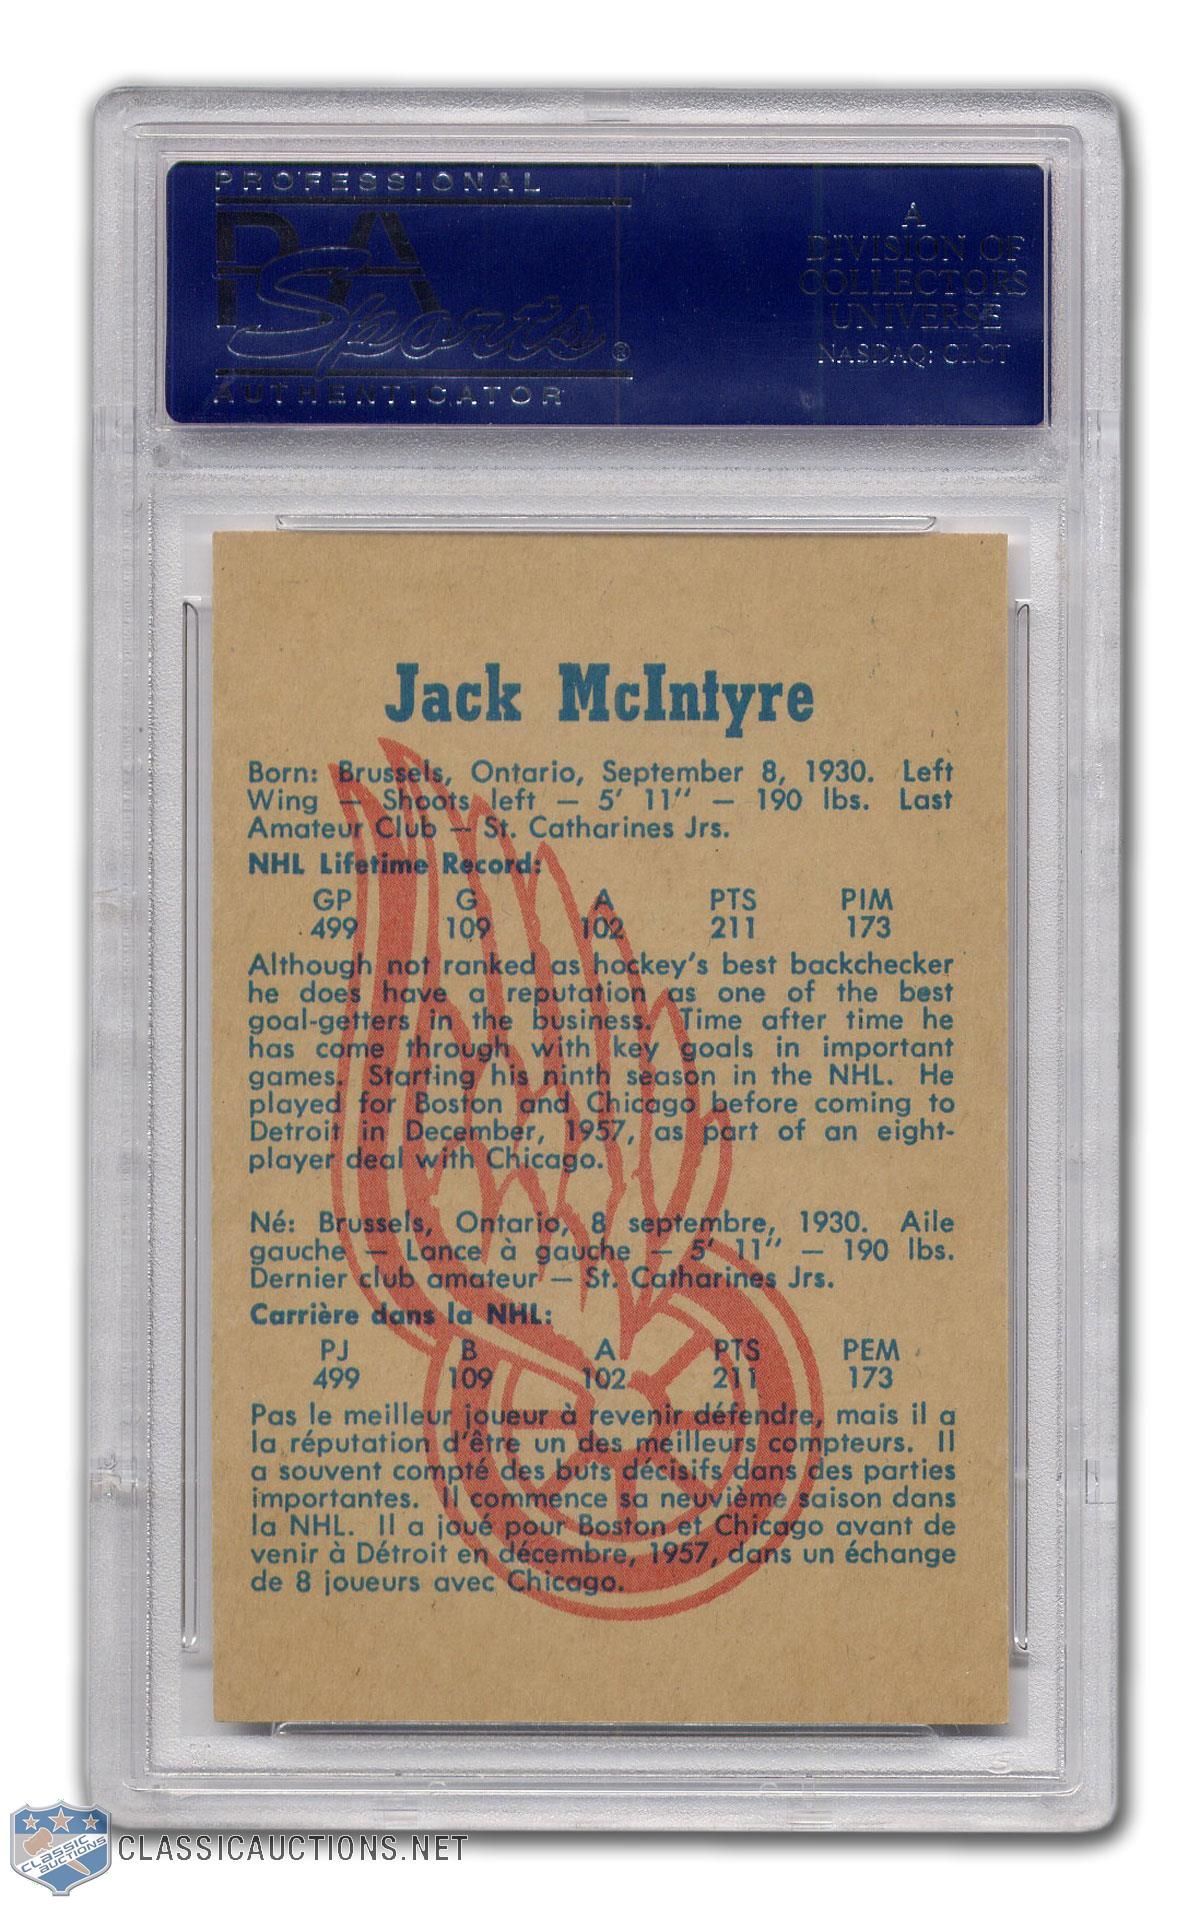 PROFESSIONAL
PSA
Sports®
AUTHENTICATOR
A
DIVISION OF
COLLECTORS
UNIVERSE
NASDAQ: CLCT
Jack McIntyre
Born: Brussels, Ontario, September 8, 1930. Left
Wing — Shoots left — 5' 11" — 190 lbs. Last
Amateur Club — St. Catharines Jrs.
NHL Lifetime Record:
GP G A PTS PIM
499 109 102 211 173
Although not ranked as hockey's best backchecker
he does have a reputation as one of the best
goal-getters in the business. Time after time he
has come through with key goals in important
games. Starting his ninth season in the NHL. He
played for Boston and Chicago before coming to
Detroit in December, 1957, as part of an eight-
player deal with Chicago.
Né: Brussels, Ontario, 8 septembre, 1930. Aile
gauche — Lance à gauche — 5' 11" — 190 lbs.
Dernier club amateur — St. Catharines Jrs.
Carrière dans la NHL:
PJ B A PTS PEM
499 109 102 211 173
Pas le meilleur joueur à revenir défendre, mais il a
la réputation d'être un des meilleurs compteurs. Il
a souvent compté des buts décisifs dans des parties
importantes. Il commence sa neuvième saison dans
la NHL. Il a joué pour Boston et Chicago avant de
venir à Détroit en décembre, 1957, dans un échange
de 8 joueurs avec Chicago.
CLASSIC
AUCTIONS
CLASSICAUCTIONS.NET